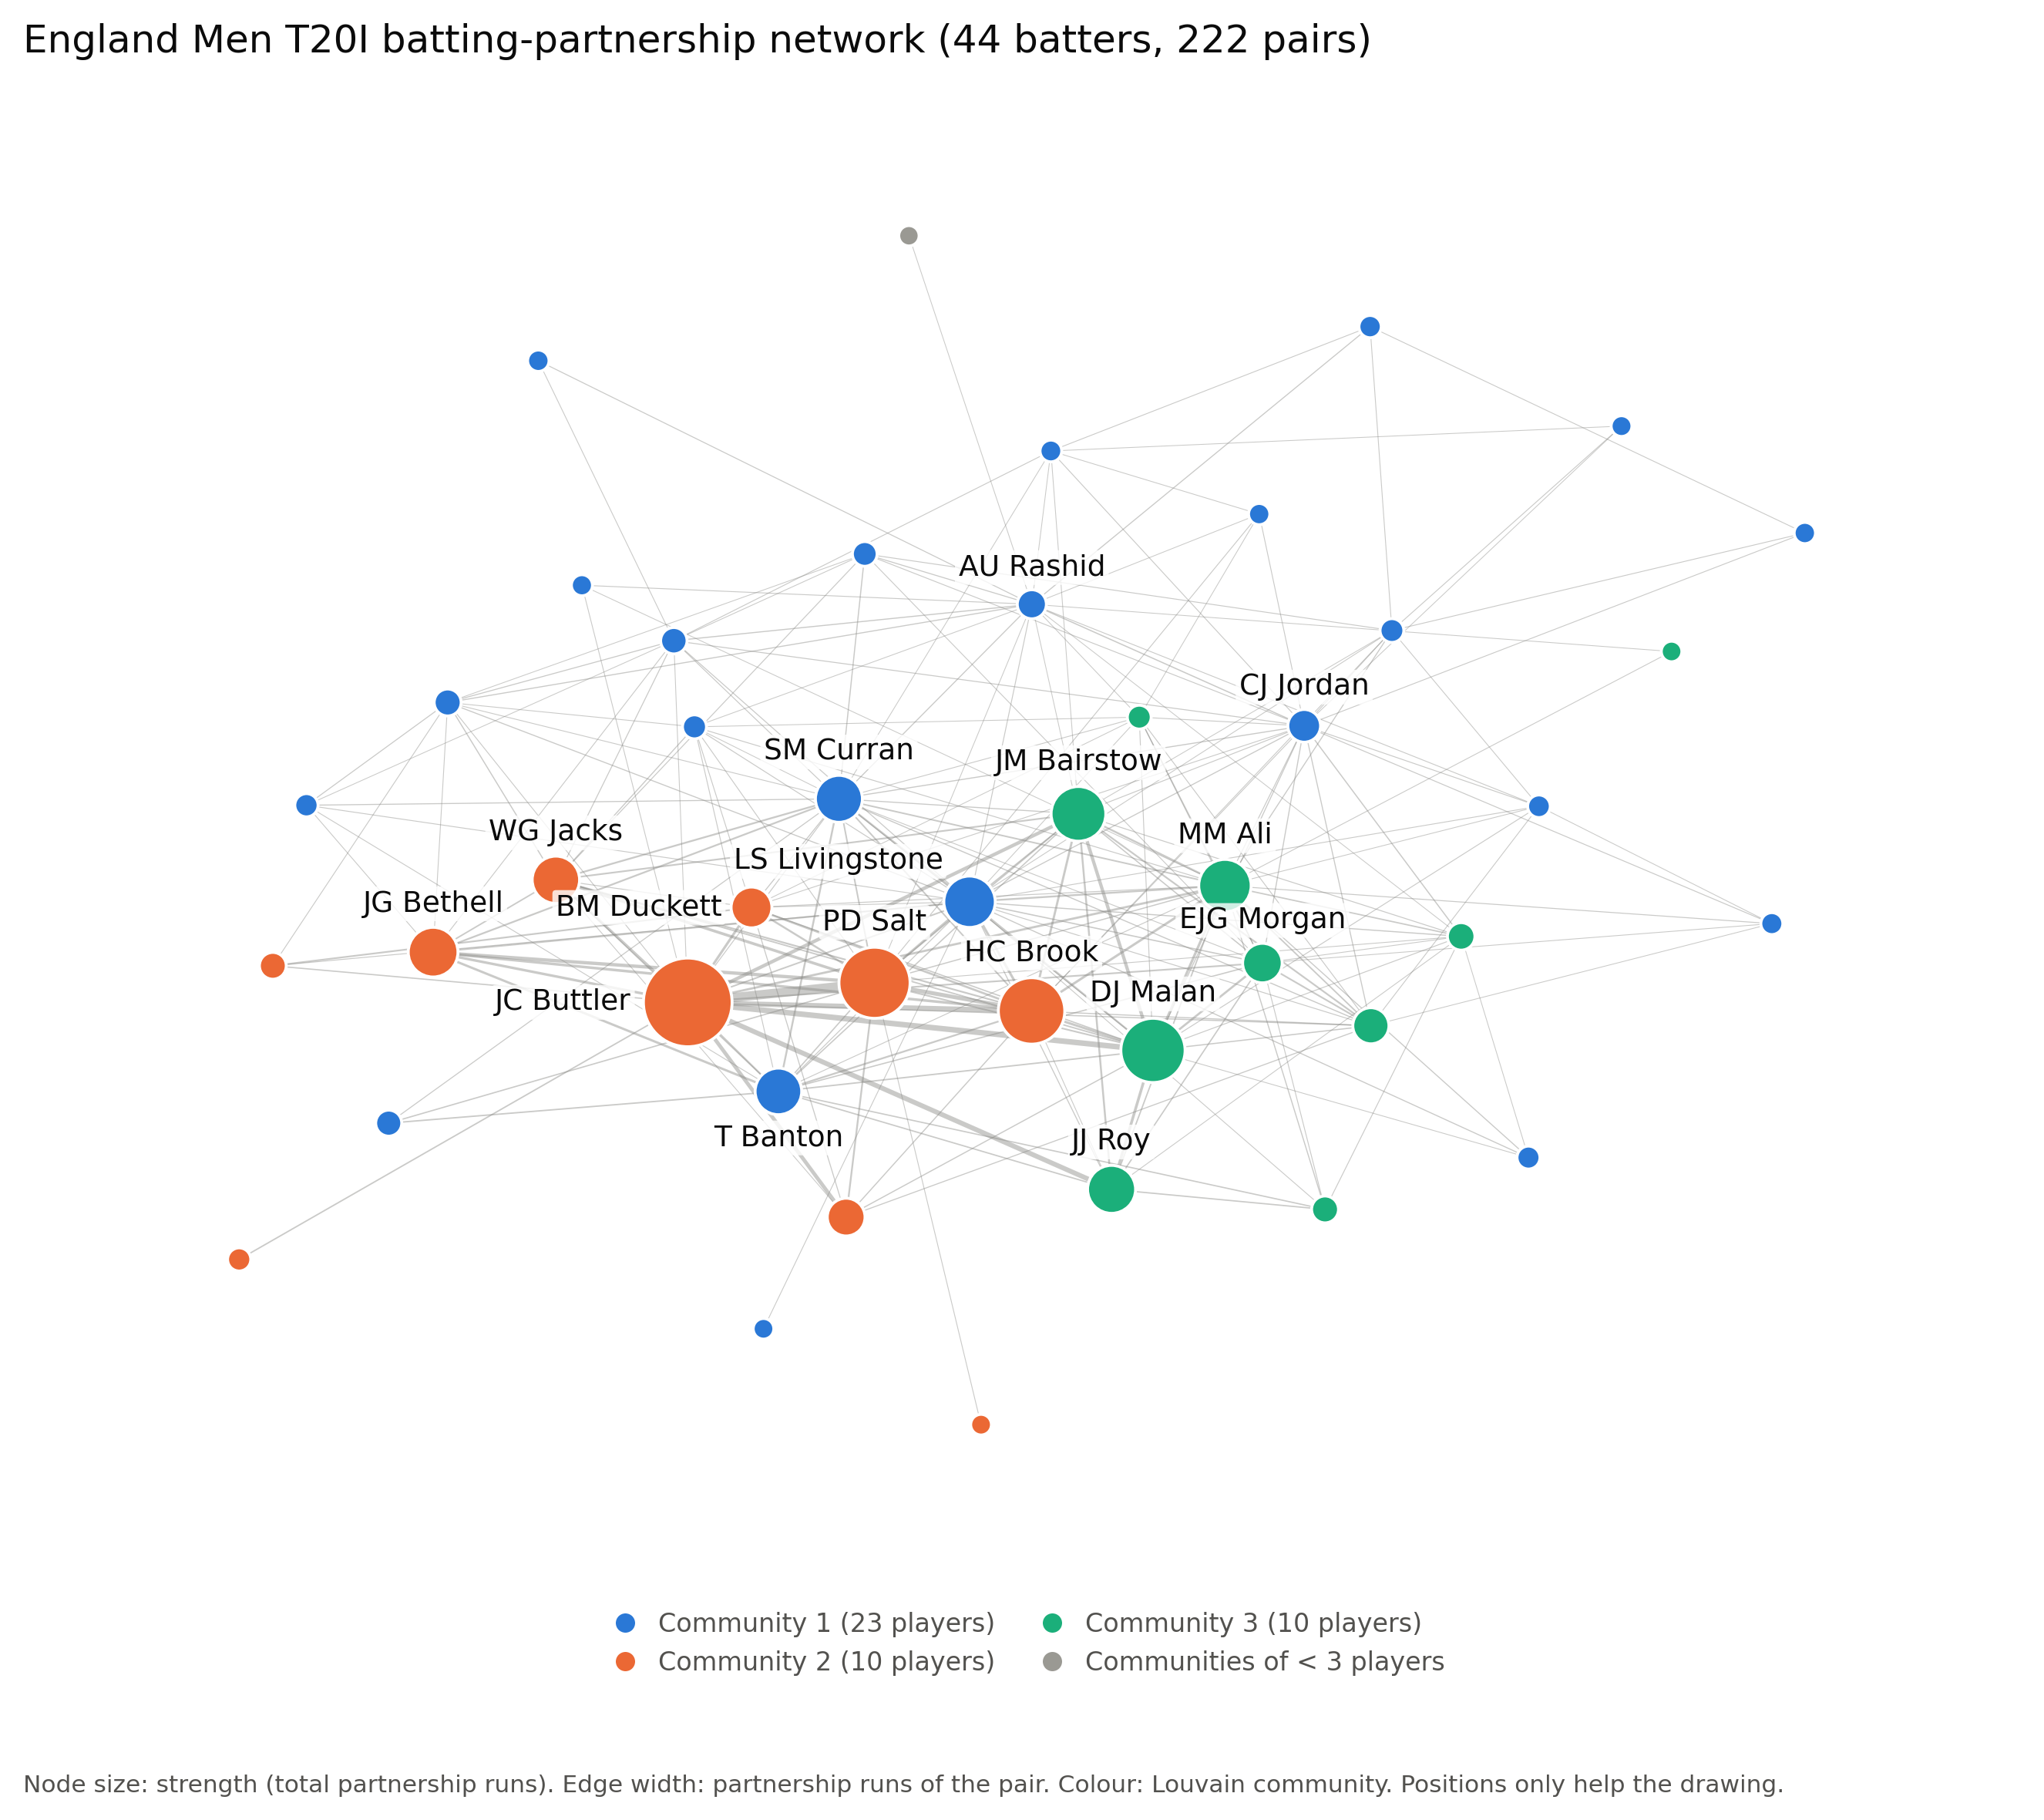 England Men T20I batting-partnership network (44 batters, 222 pairs)
AU Rashid
CJ Jordan
SM Curran
JM Bairstow
WG Jacks
MM Ali
LS Livingstone
JG Bethell
BM Duckett
PD Salt
EJG Morgan
HC Brook
JC Buttler
DJ Malan
T Banton
JJ Roy
Community 1 (23 players)
Community 3 (10 players)
Community 2 (10 players)
Communities of < 3 players
Node size: strength (total partnership runs). Edge width: partnership runs of the pair. Colour: Louvain community. Positions only help the drawing.